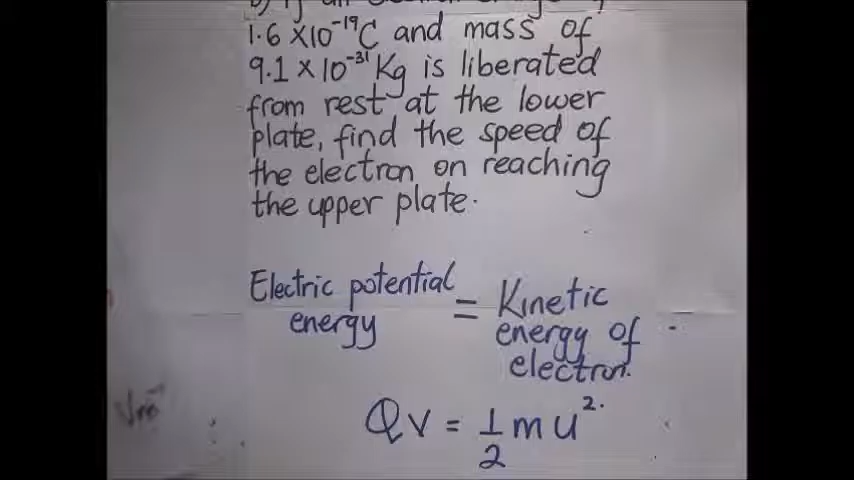 1.6 ×10⁻¹⁹C and mass of
9.1 × 10⁻³¹ Kg is liberated
from rest at the lower
plate, find the speed of
the electron on reaching
the upper plate.
Electric potential energy = Kinetic energy of electron.
QV = 1/2 m u².